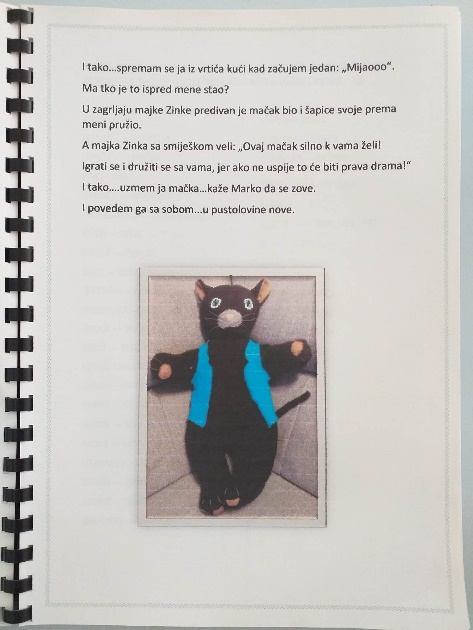 I tako...spremam se ja iz vrtića kući kad začujem jedan: „Mijaooo“.
Ma tko je to ispred mene stao?
U zagrljaju majke Zinke predivan je mačak bio i šapice svoje prema
meni pružio.
A majka Zinka sa smiješkom veli: „Ovaj mačak silno k vama želi!
Igrati se i družiti se sa vama, jer ako ne uspije to će biti prava drama!“
I tako....uzmem ja mačka...kaže Marko da se zove.
I povedem ga sa sobom...u pustolovine nove.